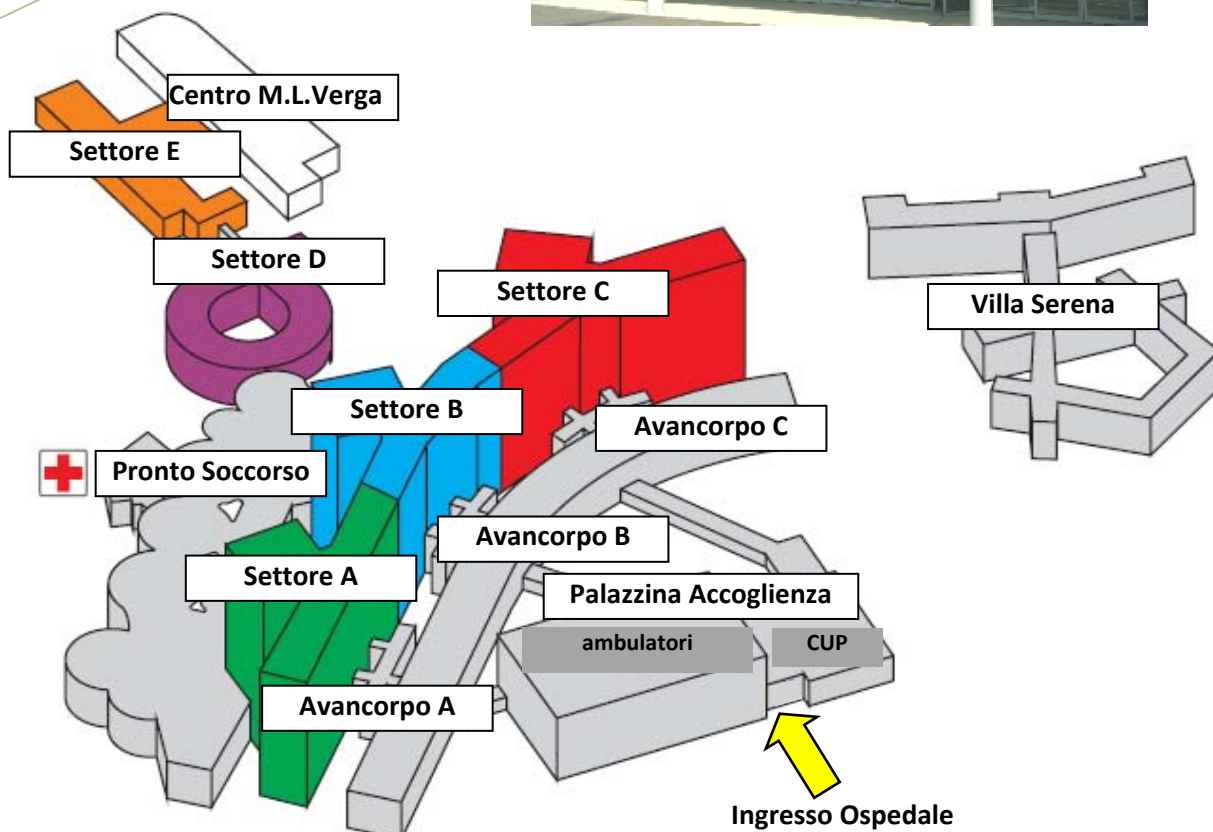 Centro M.L.Verga
Settore E
Settore D
Settore C
Villa Serena
Settore B
Avancorpo C
Pronto Soccorso
Avancorpo B
Settore A
Palazzina Accoglienza
ambulatori
CUP
Avancorpo A
Ingresso Ospedale